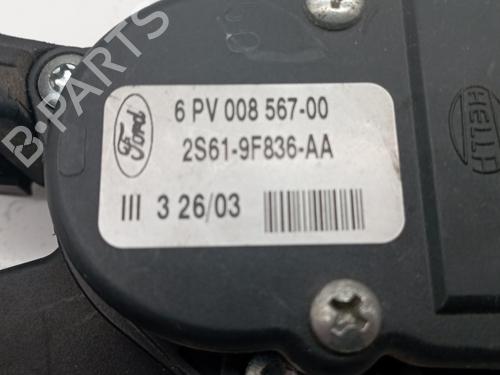 B-PARTS
Ford
6 PV 008 567-00
2S61-9F836-AA
III 3 26/03
HELLA